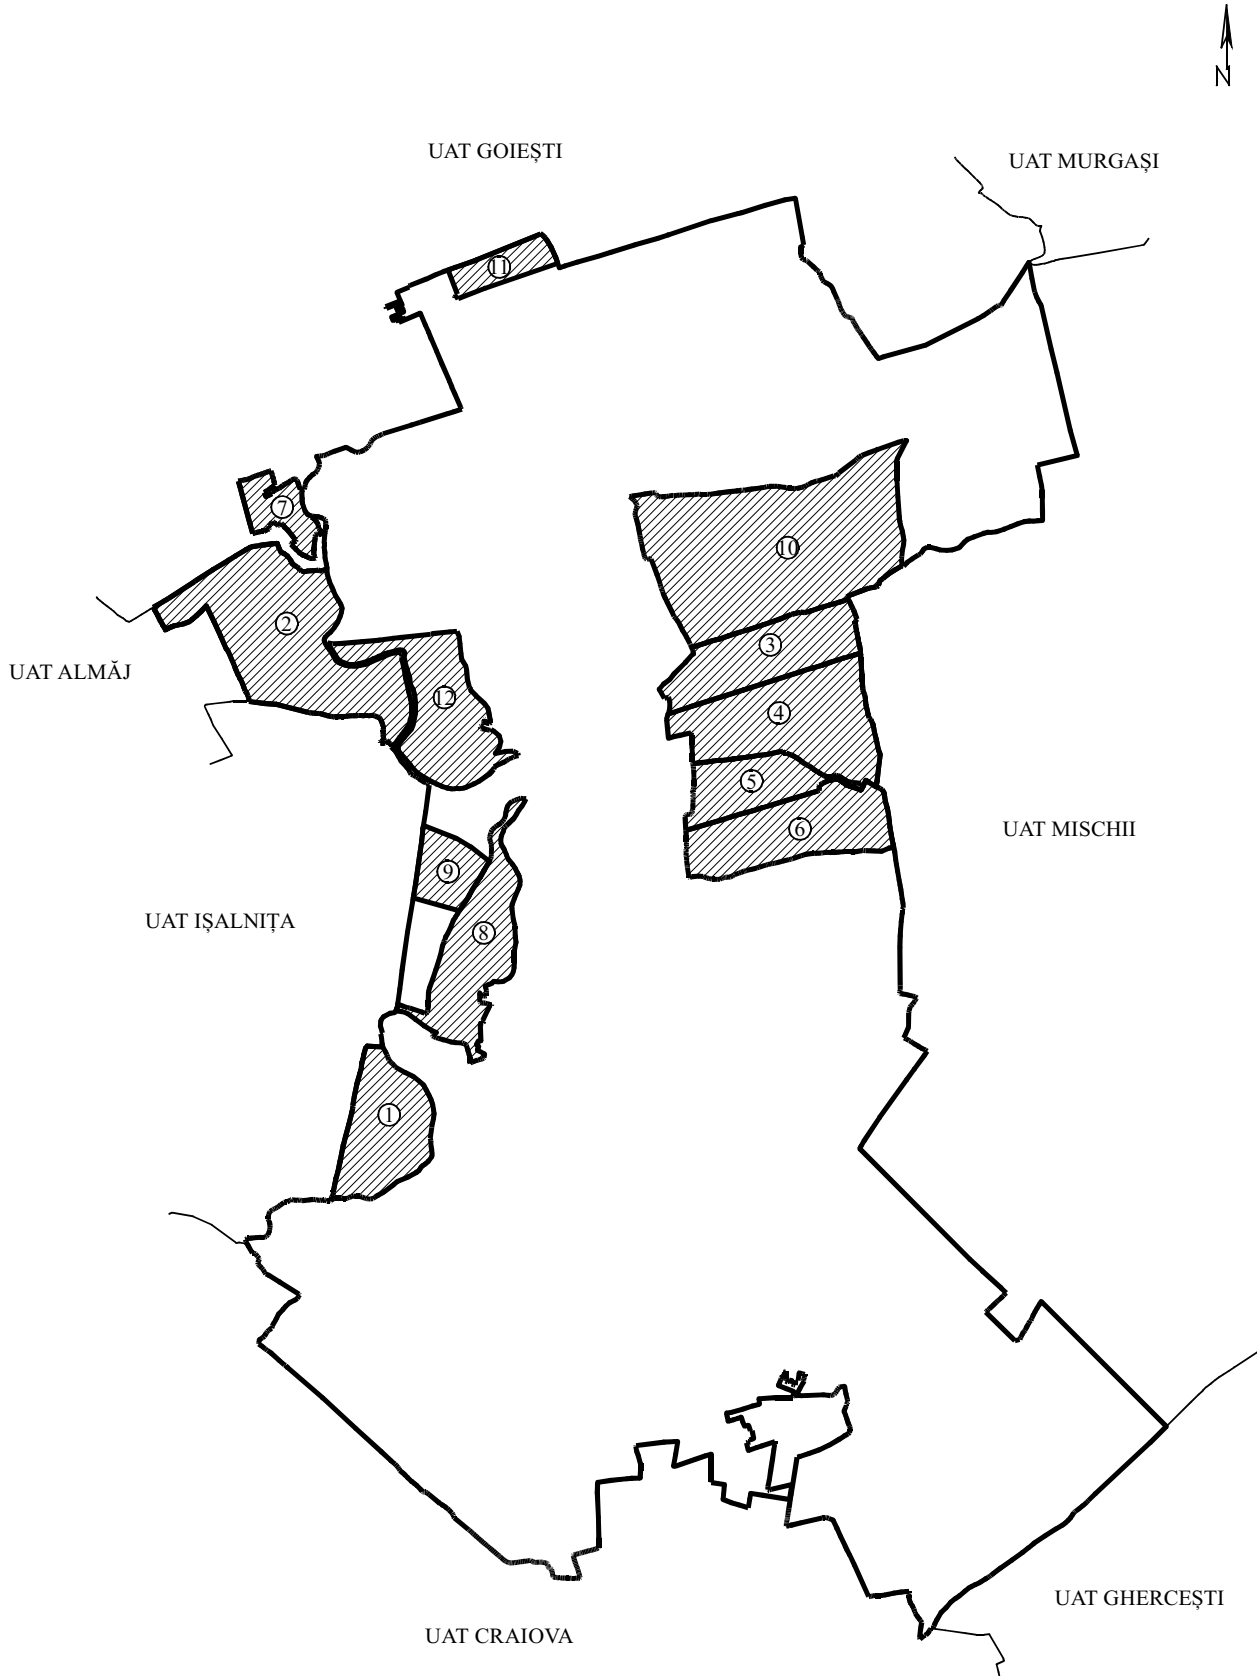 N
UAT GOIEȘTI
UAT MURGAȘI
11
7
10
2
3
UAT ALMĂJ
12
4
5
6
UAT MISCHII
9
UAT IȘALNIȚA
8
1
UAT GHERCEȘTI
UAT CRAIOVA